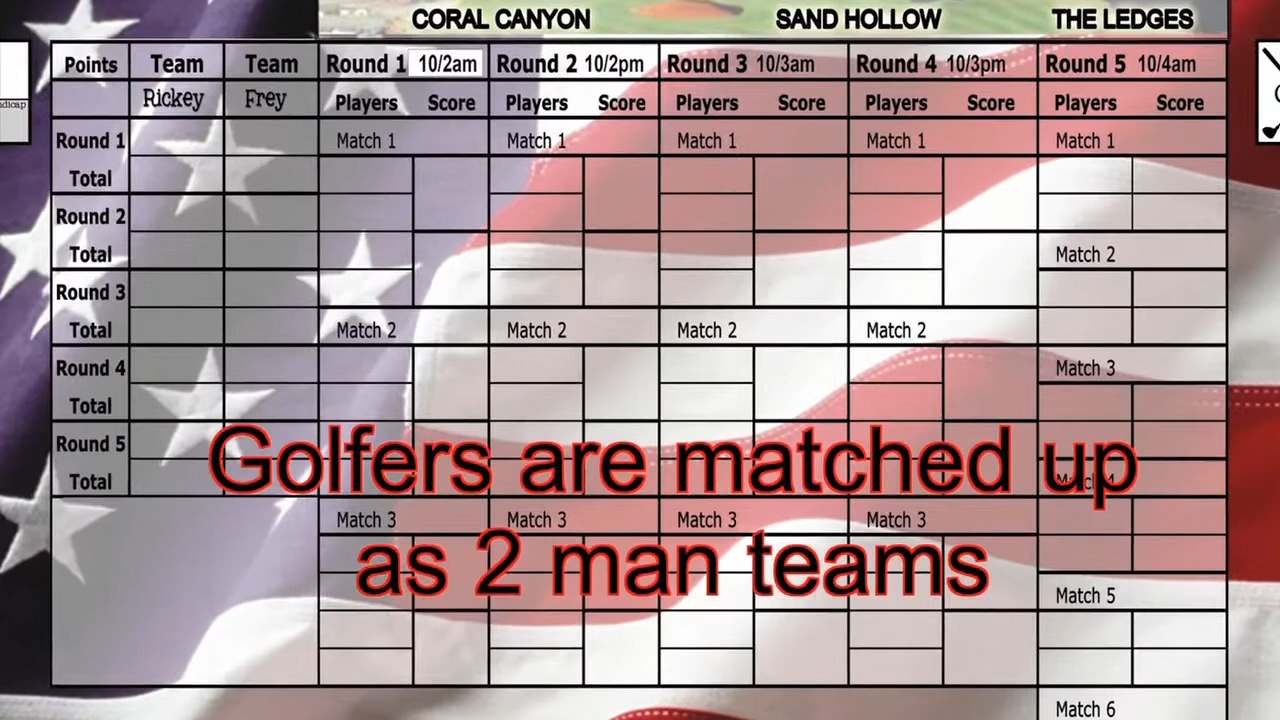 CORAL CANYON SAND HOLLOW THE LEDGES
Points Team Team Round 1 10/2am Round 2 10/2pm Round 3 10/3am Round 4 10/3pm Round 5 10/4am
Rickey Frey Players Score Players Score Players Score Players Score Players Score
Round 1 Match 1 Match 1 Match 1 Match 1 Match 1
Total
Round 2
Total Match 2
Round 3
Total Match 2 Match 2 Match 2 Match 2
Round 4 Match 3
Total
Round 5
Golfers are matched up
Total
Match 3 Match 3 Match 3 Match 3
as 2 man teams
Match 5
Match 6